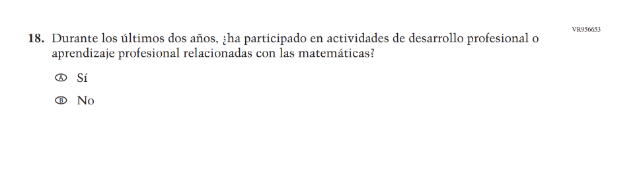 VR956653
18. Durante los últimos dos años, ¿ha participado en actividades de desarrollo profesional o
aprendizaje profesional relacionadas con las matemáticas?
A Sí
B No